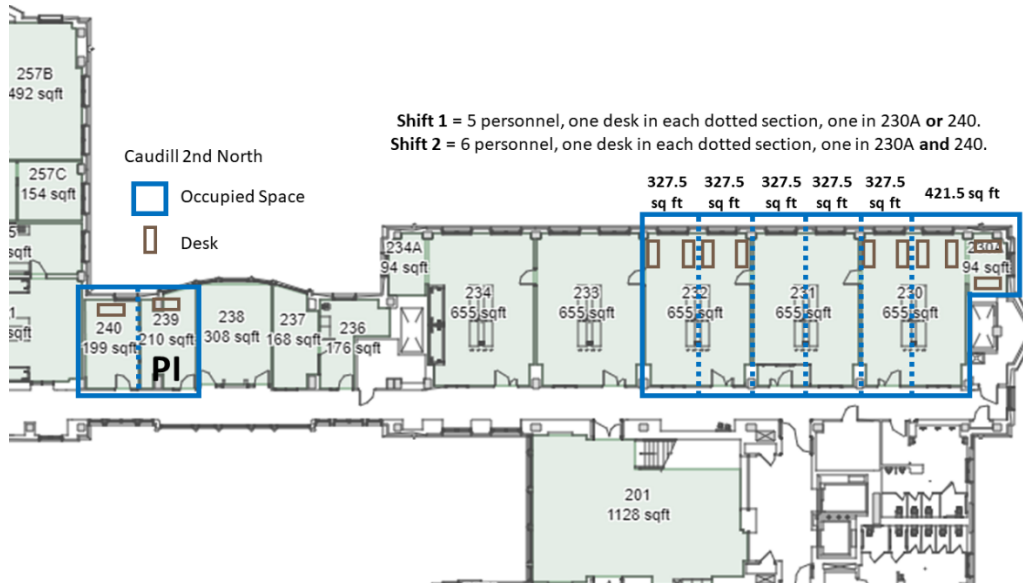 257B
492 sqft
257C
154 sqft
sqft
Caudill 2nd North
Occupied Space
Desk
Shift 1 = 5 personnel, one desk in each dotted section, one in 230A or 240.
Shift 2 = 6 personnel, one desk in each dotted section, one in 230A and 240.
327.5
sq ft
327.5
sq ft
327.5
sq ft
327.5
sq ft
327.5
sq ft
421.5 sq ft
234A
94 sqft
230A
94 sqft
1
sqft
240
199 sqft
239
210 sqft
PI
238
308 sqft
237
168 sqft
236
176 sqft
234
655 sqft
233
655 sqft
232
655 sqft
231
655 sqft
230
655 sqft
201
1128 sqft